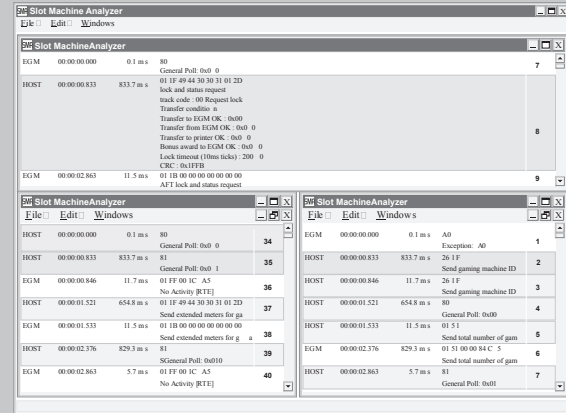 SMA Slot Machine Analyzer
File Edit Windows
SMA Slot MachineAnalyzer
EGM 00:00:00.000 0.1 ms 80 7
General Poll: 0x0 0
HOST 00:00:00.833 833.7 ms 01 1F 49 44 30 30 31 01 2D 8
lock and status request
track code : 00 Request lock
Transfer conditio n
Transfer to EGM OK : 0x00
Transfer from EGM OK : 0x0 0
Transfer to printer OK : 0x0 0
Bonus award to EGM OK : 0x0 0
Lock timeout (10ms ticks) : 200 0
CRC : 0x1FFB
EGM 00:00:02.863 11.5 ms 01 1B 00 00 00 00 00 00 00 9
AFT lock and status request
SMA Slot MachineAnalyzer
File Edit Windows
HOST 00:00:00.000 0.1 ms 80 34
General Poll: 0x0 0
HOST 00:00:00.833 833.7 ms 81 35
General Poll: 0x0 1
EGM 00:00:00.846 11.7 ms 01 FF 00 1C A5 36
No Activity [RTE]
HOST 00:00:01.521 654.8 ms 01 1F 49 44 30 30 31 01 2D 37
Send extended meters for ga
EGM 00:00:01.533 11.5 ms 01 1B 00 00 00 00 00 00 00 38
Send extended meters for g a
HOST 00:00:02.376 829.3 ms 81 39
SGeneral Poll: 0x010
EGM 00:00:02.863 5.7 ms 01 FF 00 1C A5 40
No Activity [RTE]
SMA Slot MachineAnalyzer
File Edit Windows
EGM 00:00:00.000 0.1 ms A0 1
Exception: A0
HOST 00:00:00.833 833.7 ms 26 1F 2
Send gaming machine ID
HOST 00:00:00.846 11.7 ms 26 1F 3
Send gaming machine ID
HOST 00:00:01.521 654.8 ms 80 4
General Poll: 0x00
HOST 00:00:01.533 11.5 ms 01 5 1 5
Send total number of gam
EGM 00:00:02.376 829.3 ms 01 51 00 00 84 C 5 6
Send total number of gam
HOST 00:00:02.863 5.7 ms 81 7
General Poll: 0x01